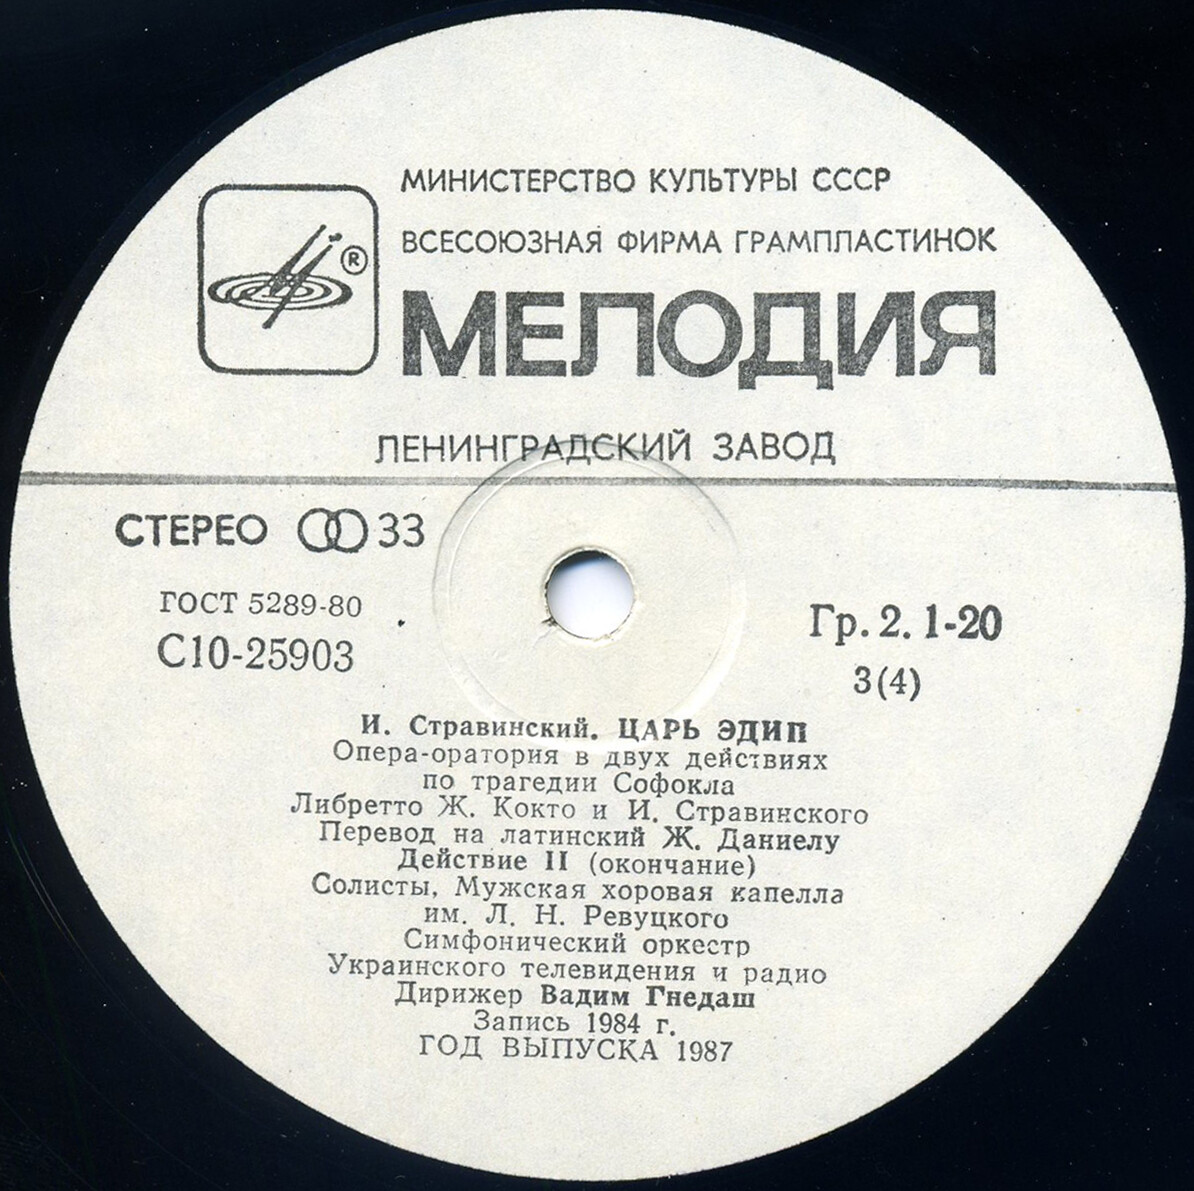 МИНИСТЕРСТВО КУЛЬТУРЫ СССР
ВСЕСОЮЗНАЯ ФИРМА ГРАМПЛАСТИНОК
®
МЕЛОДИЯ
ЛЕНИНГРАДСКИЙ ЗАВОД
СТЕРЕО 33
ГОСТ 5289-80
С10-25903
Гр. 2. 1-20
3(4)
И. Стравинский. ЦАРЬ ЭДИП
Опера-оратория в двух действиях
по трагедии Софокла
Либретто Ж. Кокто и И. Стравинского
Перевод на латинский Ж. Даниелу
Действие II (окончание)
Солисты, Мужская хоровая капелла
им. Л. Н. Ревуцкого
Симфонический оркестр
Украинского телевидения и радио
Дирижер Вадим Гнедаш
Запись 1984 г.
ГОД ВЫПУСКА 1987